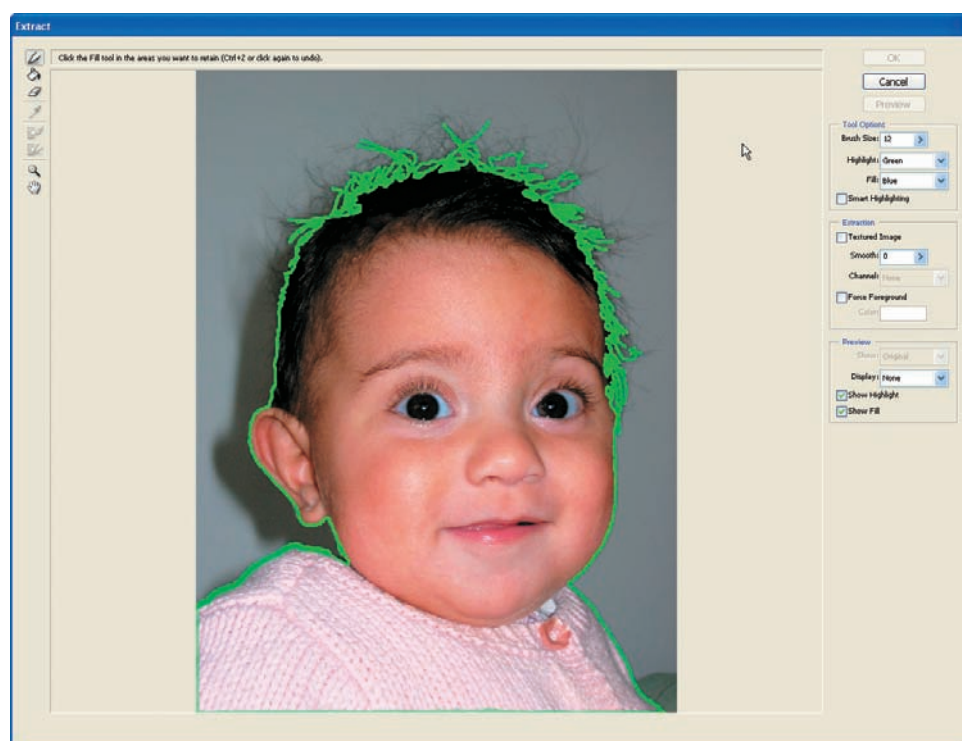 Extract
Click the Fill tool in the areas you want to retain (Ctrl+Z or click again to undo).
OK
Cancel
Preview
Tool Options
Brush Size: 12
Highlight: Green
Fill: Blue
Smart Highlighting
Extraction
Textured Image
Smooth: 0
Channel: None
Force Foreground
Color:
Preview
Show: Original
Display: None
Show Highlight
Show Fill